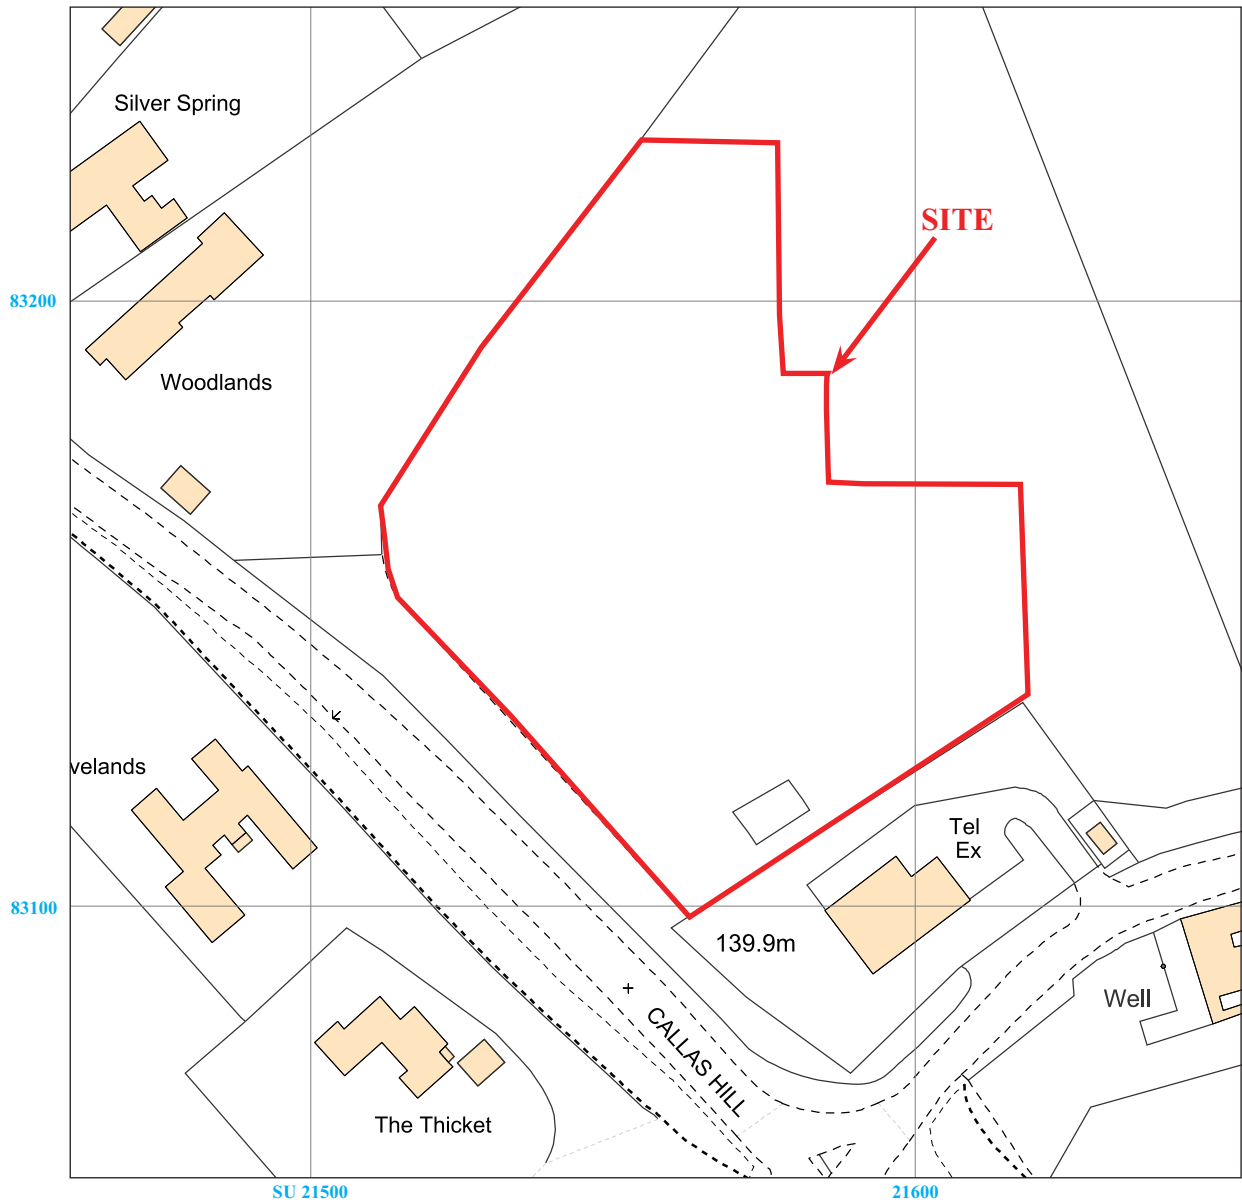 Silver Spring
SITE
83200
Woodlands
velands
Tel
Ex
83100
139.9m
Well
CALLAS HILL
The Thicket
SU 21500
21600